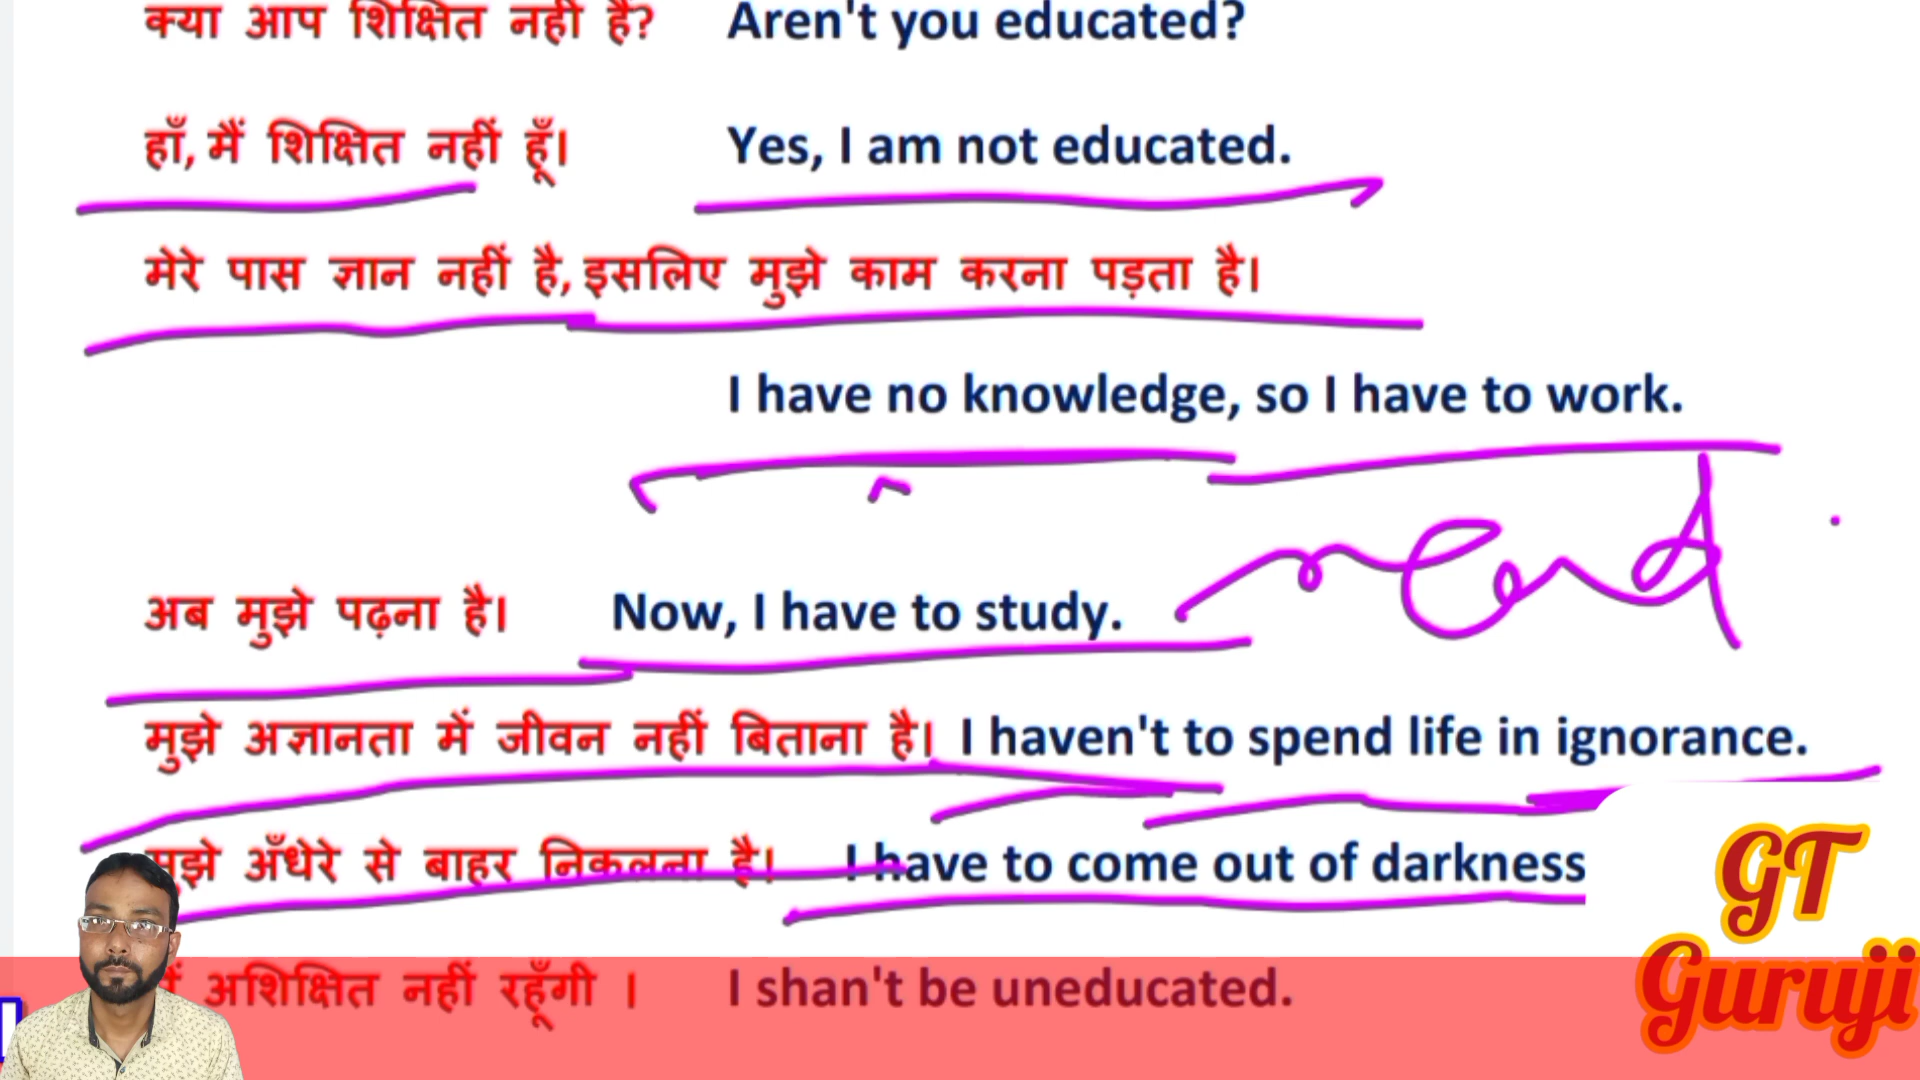 क्या आप शिक्षित नहीं है? Aren't you educated?
हाँ, मैं शिक्षित नहीं हूँ। Yes, I am not educated.
मेरे पास ज्ञान नहीं है, इसलिए मुझे काम करना पड़ता है।
I have no knowledge, so I have to work.
read
अब मुझे पढ़ना है। Now, I have to study.
मुझे अज्ञानता में जीवन नहीं बिताना है। I haven't to spend life in ignorance.
मुझे अँधेरे से बाहर निकलना है। I have to come out of darkness
अशिक्षित नहीं रहूँगी । I shan't be uneducated.
GT
Guruji